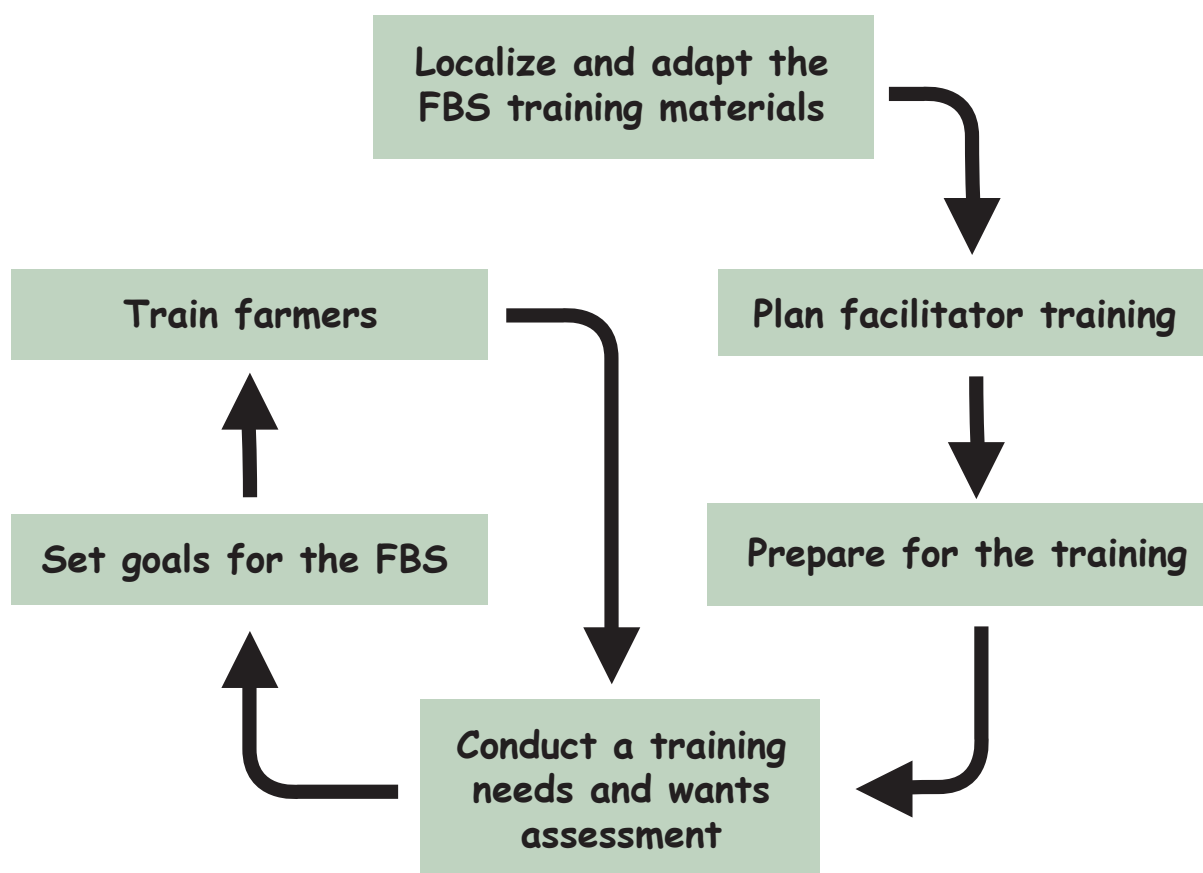 Localize and adapt the
FBS training materials
Train farmers
Plan facilitator training
Set goals for the FBS
Prepare for the training
Conduct a training
needs and wants
assessment